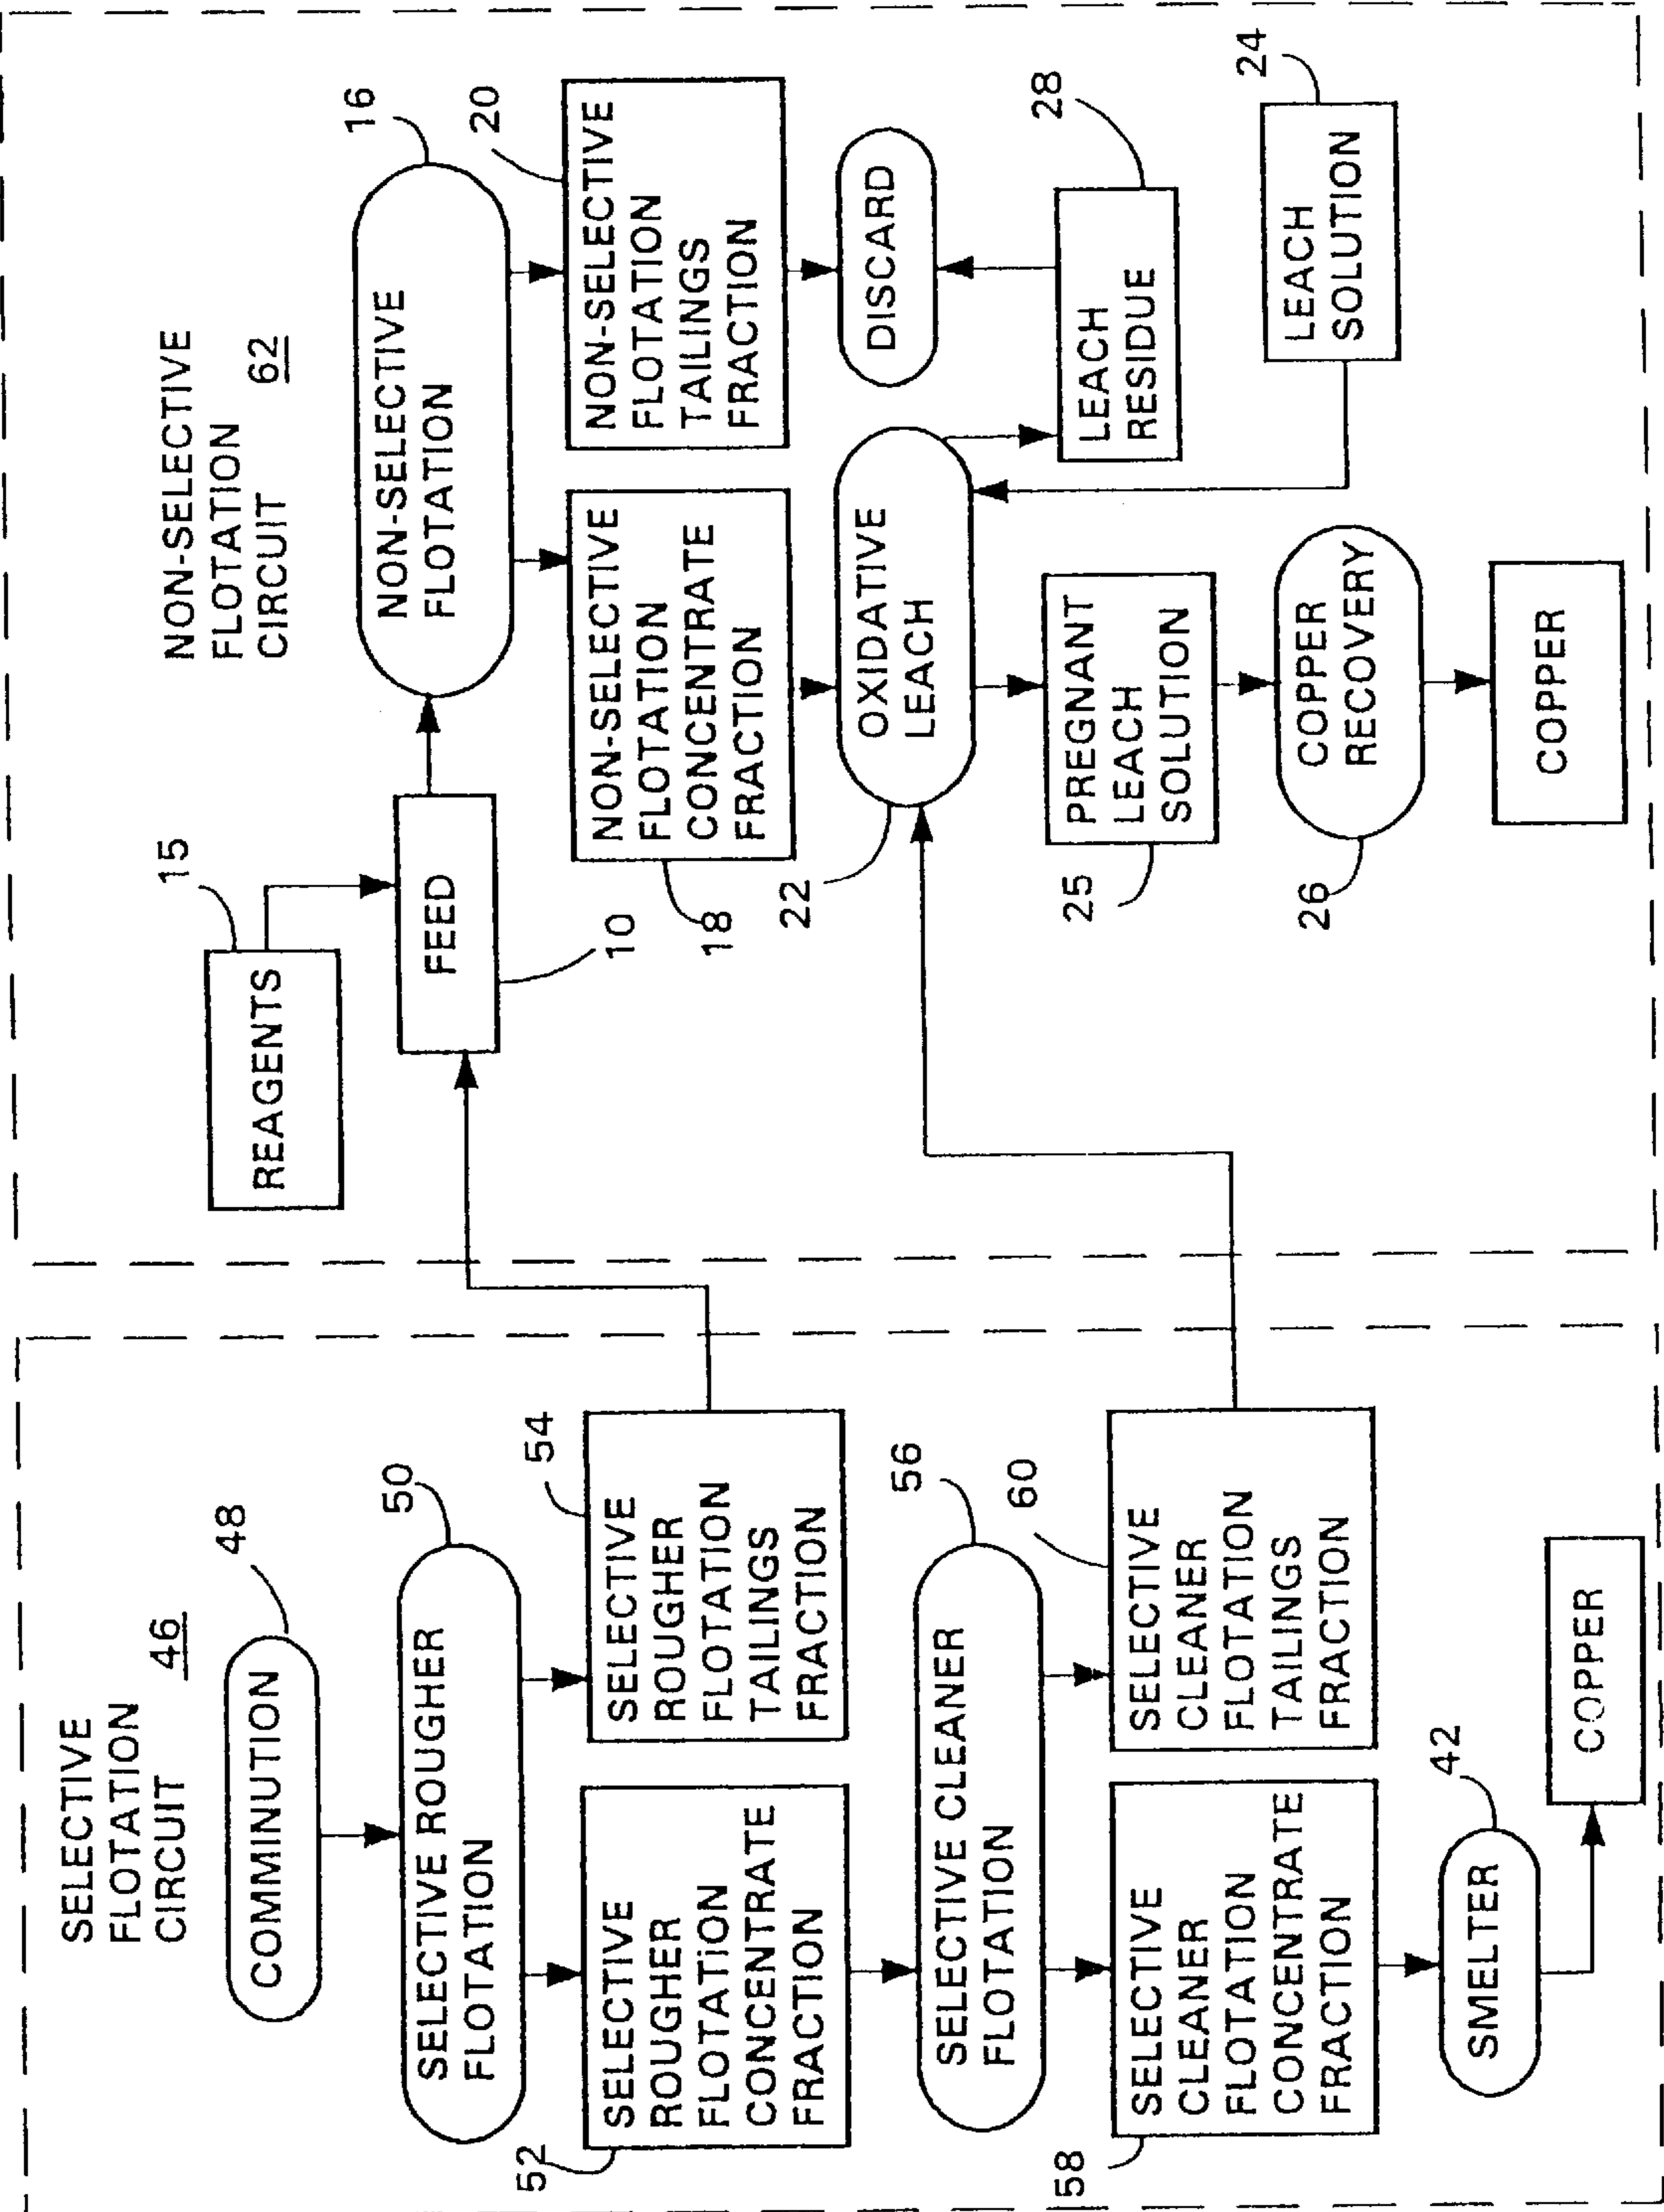 SELECTIVE
FLOTATION
CIRCUIT
46
COMMINUTION
48
SELECTIVE ROUGHER
FLOTATION
50
SELECTIVE
ROUGHER
FLOTATION
CONCENTRATE
FRACTION
52
SELECTIVE
ROUGHER
FLOTATION
TAILINGS
FRACTION
54
SELECTIVE CLEANER
FLOTATION
56
SELECTIVE
CLEANER
FLOTATION
CONCENTRATE
FRACTION
58
SELECTIVE
CLEANER
FLOTATION
TAILINGS
FRACTION
60
SMELTER
42
COPPER
NON-SELECTIVE
FLOTATION
CIRCUIT
62
REAGENTS
15
FEED
10
NON-SELECTIVE
FLOTATION
16
NON-SELECTIVE
FLOTATION
CONCENTRATE
FRACTION
18
NON-SELECTIVE
FLOTATION
TAILINGS
FRACTION
20
DISCARD
OXIDATIVE
LEACH
22
LEACH
RESIDUE
28
LEACH
SOLUTION
24
PREGNANT
LEACH
SOLUTION
25
COPPER
RECOVERY
26
COPPER